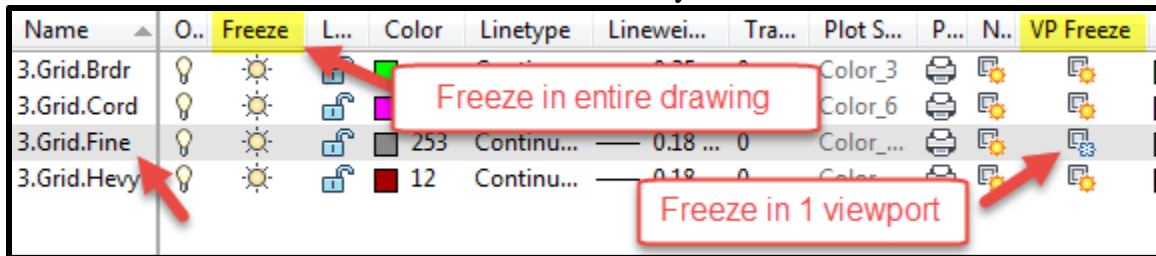 Name O.. Freeze L... Color Linetype Linewei... Tra... Plot S... P... N.. VP Freeze
3.Grid.Brdr Color_3
3.Grid.Cord Color_6
Freeze in entire drawing
3.Grid.Fine 253 Continu... 0.18 ... 0 Color_...
3.Grid.Hevy 12 Continu... 0.18
Freeze in 1 viewport